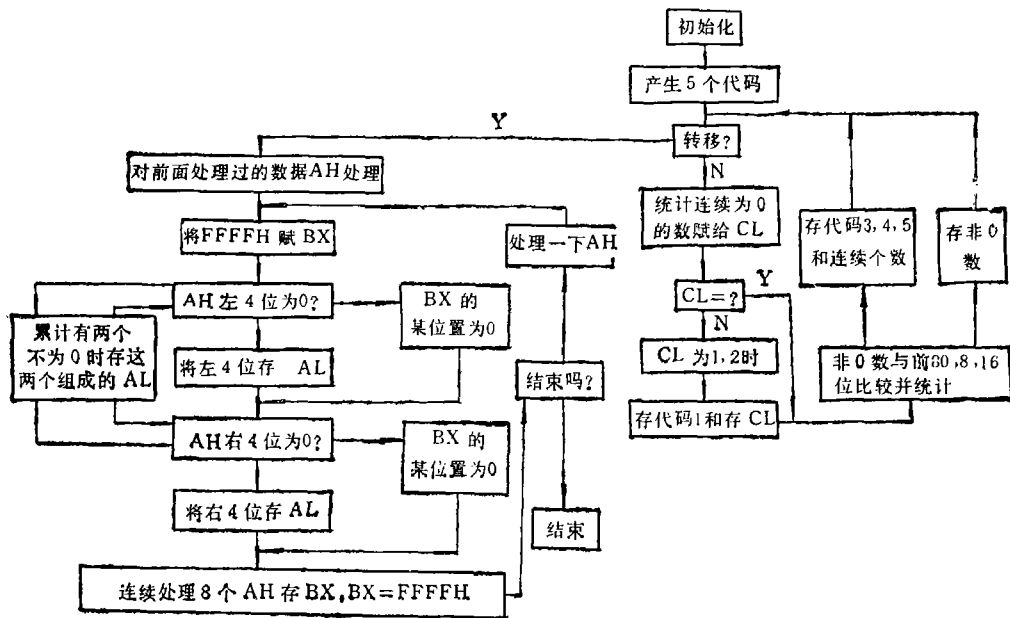 初始化
产生5个代码
Y
转移?
N
对前面处理过的数据AH处理
统计连续为0
的数赋给CL
存代码3,4,5
和连续个数
存非0
数
将FFFFH 赋 BX
处理一下AH
CL=?
Y
N
AH左4位为0?
BX 的
某位置为0
累计有两个
不为0时存这
两个组成的AL
将左4位存 AL
结束吗?
CL 为1,2时
非0数与前80,8,16
位比较并统计
AH右4位为0?
BX 的
某位置为0
存代码1和存CL
将右4位存AL
结束
连续处理8个AH存BX,BX=FFFFH